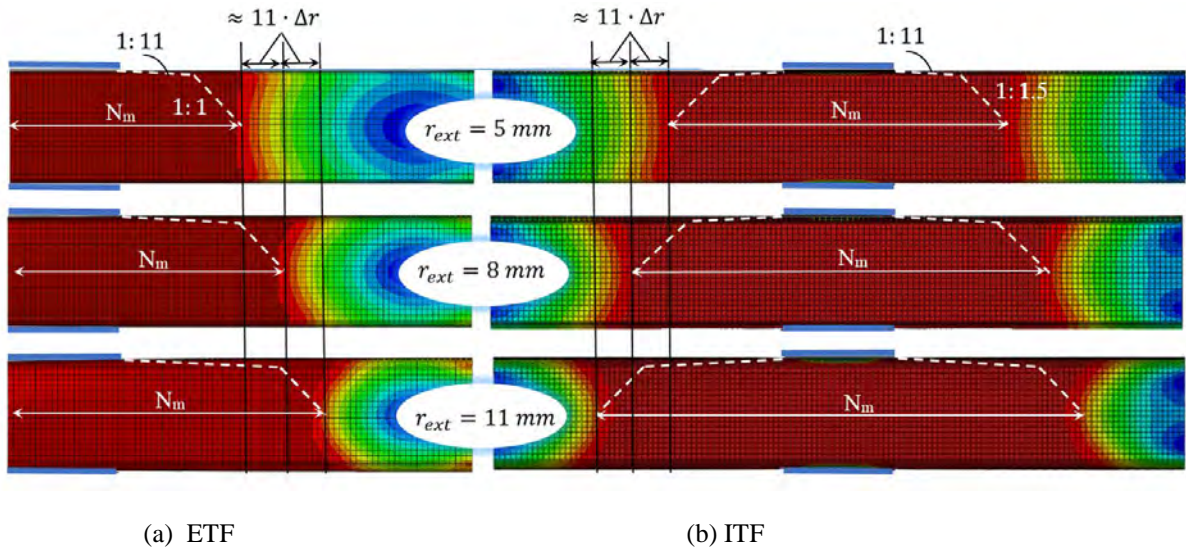 ≈ 11 · Δr
≈ 11 · Δr
1: 11
1: 11
N_m
1: 1
r_ext = 5 mm
N_m
1: 1.5
N_m
r_ext = 8 mm
N_m
N_m
r_ext = 11 mm
N_m
(a) ETF
(b) ITF